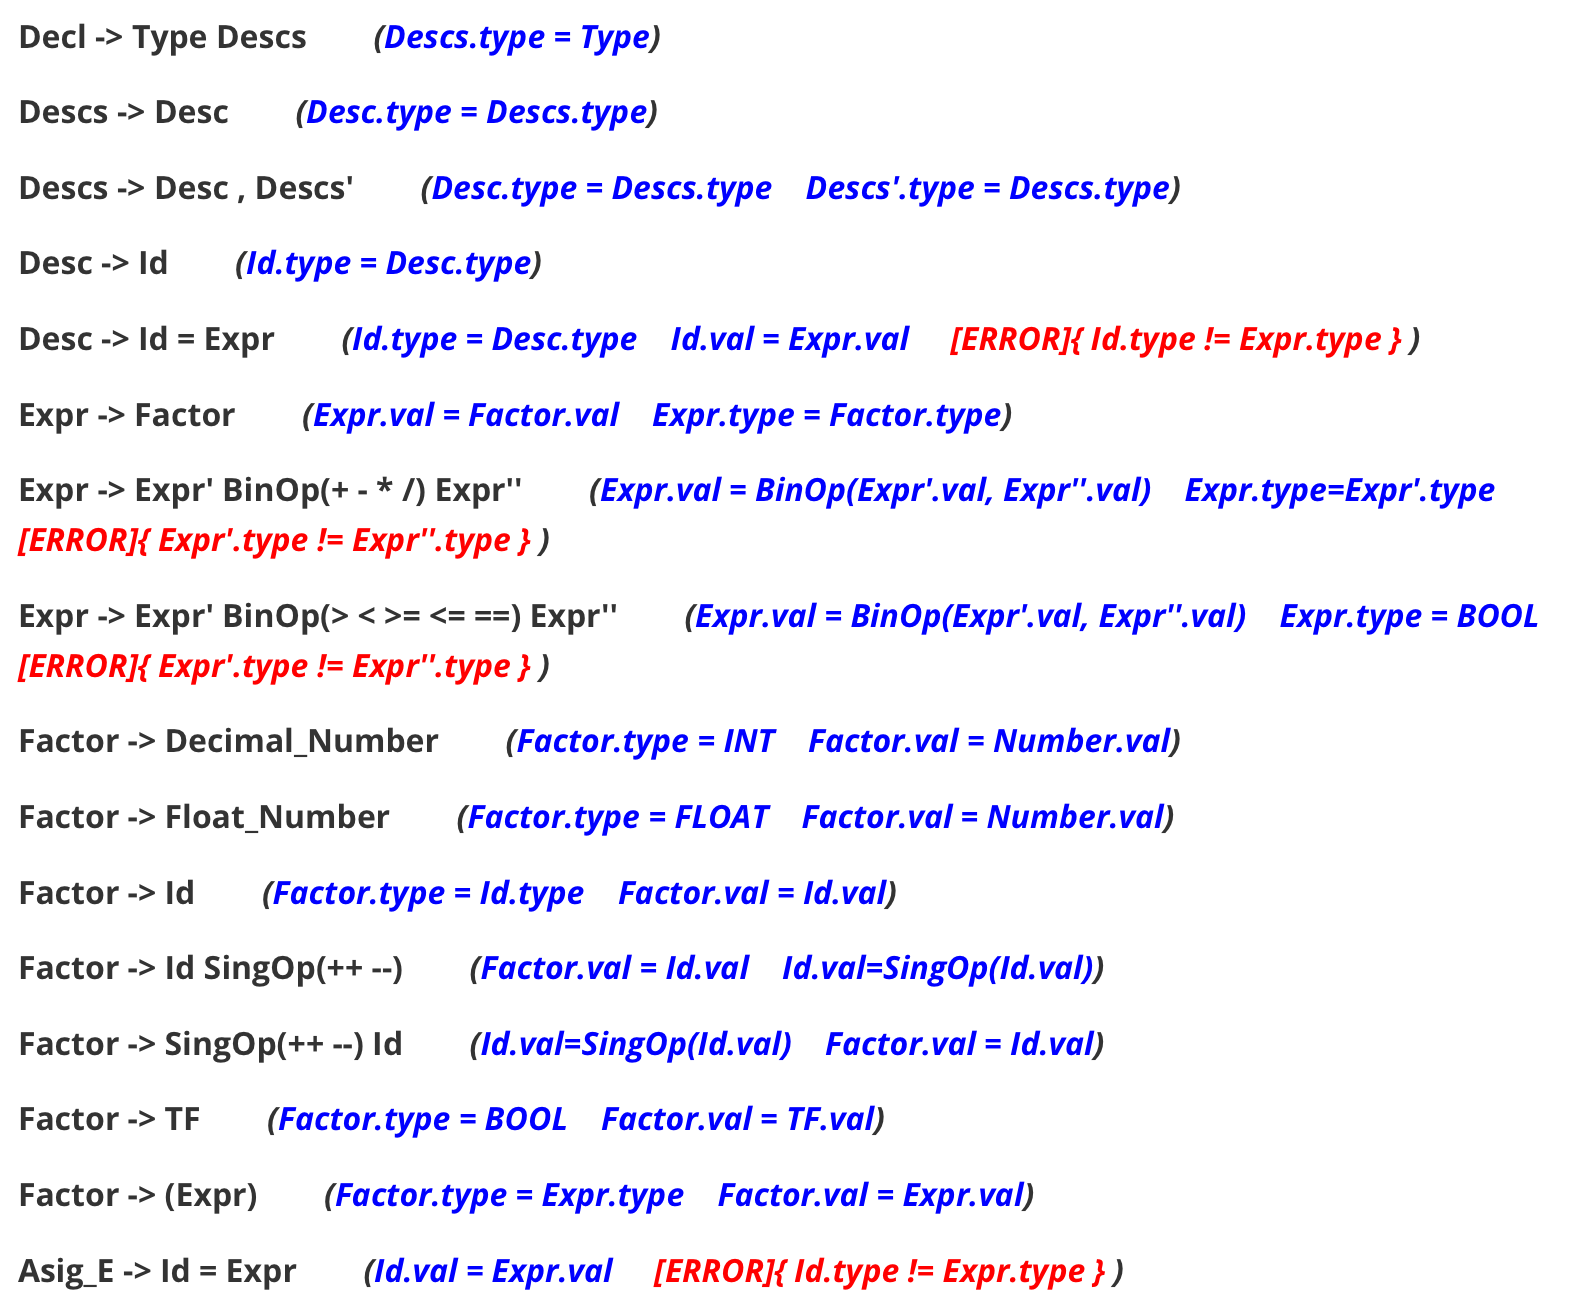 Decl -> Type Descs (Descs.type = Type)
Descs -> Desc (Desc.type = Descs.type)
Descs -> Desc , Descs' (Desc.type = Descs.type Descs'.type = Descs.type)
Desc -> Id (Id.type = Desc.type)
Desc -> Id = Expr (Id.type = Desc.type Id.val = Expr.val [ERROR]{ Id.type != Expr.type } )
Expr -> Factor (Expr.val = Factor.val Expr.type = Factor.type)
Expr -> Expr' BinOp(+ - * /) Expr'' (Expr.val = BinOp(Expr'.val, Expr''.val) Expr.type=Expr'.type
[ERROR]{ Expr'.type != Expr''.type } )
Expr -> Expr' BinOp(> < >= <= ==) Expr'' (Expr.val = BinOp(Expr'.val, Expr''.val) Expr.type = BOOL
[ERROR]{ Expr'.type != Expr''.type } )
Factor -> Decimal_Number (Factor.type = INT Factor.val = Number.val)
Factor -> Float_Number (Factor.type = FLOAT Factor.val = Number.val)
Factor -> Id (Factor.type = Id.type Factor.val = Id.val)
Factor -> Id SingOp(++ --) (Factor.val = Id.val Id.val=SingOp(Id.val))
Factor -> SingOp(++ --) Id (Id.val=SingOp(Id.val) Factor.val = Id.val)
Factor -> TF (Factor.type = BOOL Factor.val = TF.val)
Factor -> (Expr) (Factor.type = Expr.type Factor.val = Expr.val)
Asig_E -> Id = Expr (Id.val = Expr.val [ERROR]{ Id.type != Expr.type } )